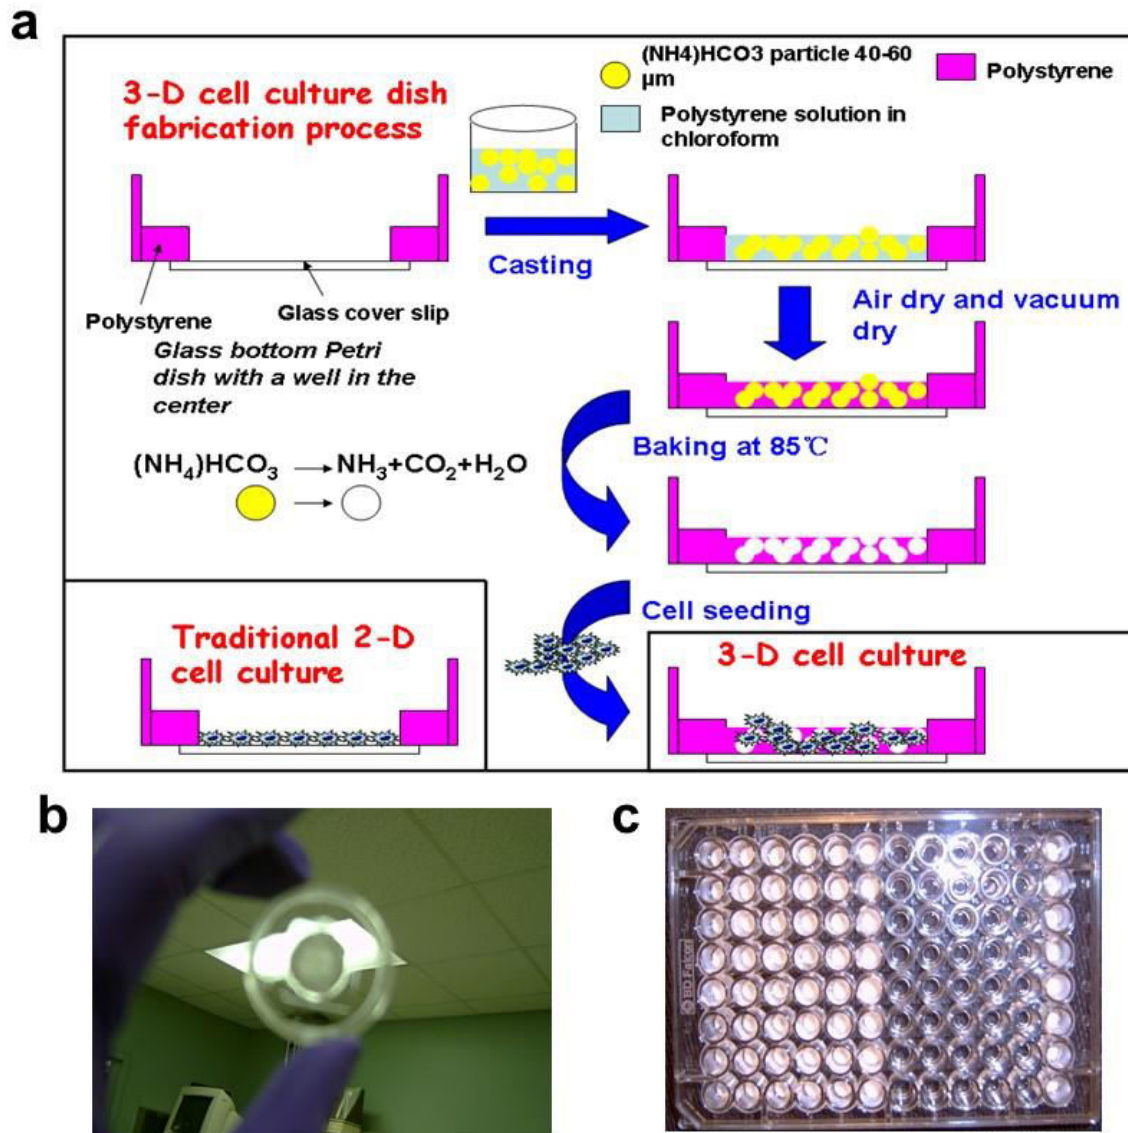 a
3-D cell culture dish
fabrication process
(NH4)HCO3 particle 40-60
µm
Polystyrene
Polystyrene solution in
chloroform
Casting
Polystyrene
Glass cover slip
Glass bottom Petri
dish with a well in the
center
Air dry and vacuum
dry
(NH₄)HCO₃ → NH₃+CO₂+H₂O
Baking at 85℃
Cell seeding
Traditional 2-D
cell culture
3-D cell culture
b
c
BD Falcon